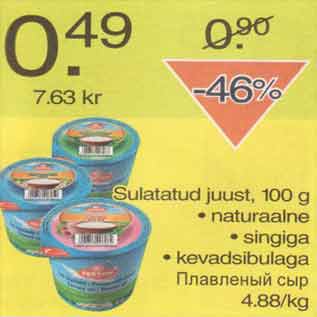 0.49
0.90
7.63 kr
-46%
Sulatatud juust, 100 g
• naturaalne
• singiga
• kevadsibulaga
Плавленый сыр
4.88/kg